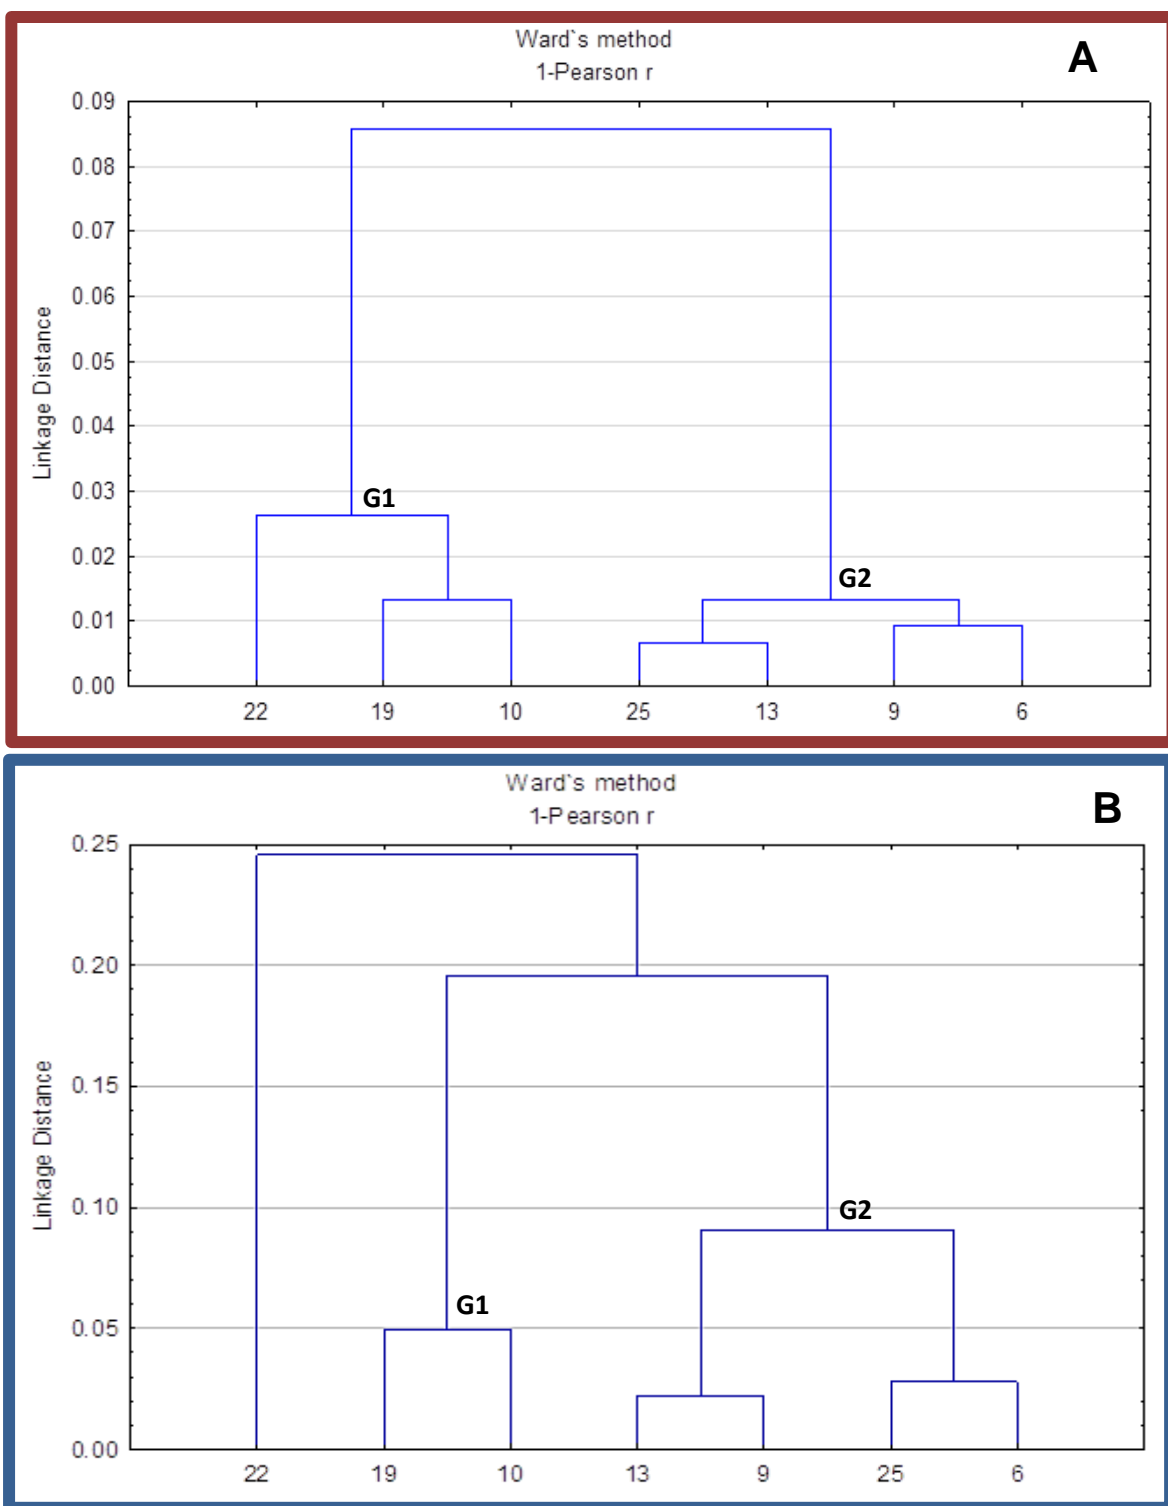 Ward`s method
1-Pearson r
A
0.09
0.08
0.07
0.06
0.05
0.04
0.03
0.02
0.01
0.00
Linkage Distance
G1
G2
22 19 10 25 13 9 6
Ward`s method
1-Pearson r
B
0.25
0.20
0.15
0.10
0.05
0.00
Linkage Distance
G2
G1
22 19 10 13 9 25 6